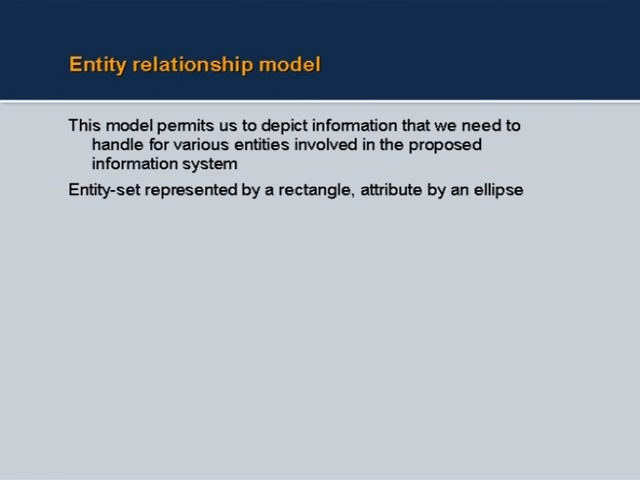 Entity relationship model
This model permits us to depict information that we need to
handle for various entities involved in the proposed
information system
Entity-set represented by a rectangle, attribute by an ellipse